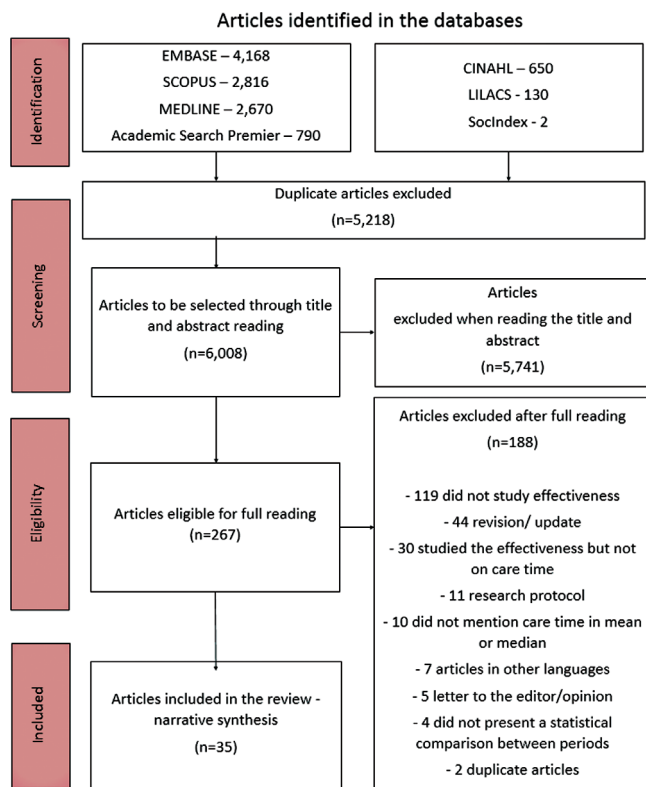 Articles identified in the databases
Identification
EMBASE – 4,168
SCOPUS – 2,816
MEDLINE – 2,670
Academic Search Premier – 790
CINAHL – 650
LILACS - 130
SocIndex - 2
Duplicate articles excluded
(n=5,218)
Screening
Articles to be selected through title
and abstract reading
(n=6,008)
Articles
excluded when reading the title and
abstract
(n=5,741)
Eligibility
Articles eligible for full reading
(n=267)
Articles excluded after full reading
(n=188)
- 119 did not study effectiveness
- 44 revision/ update
- 30 studied the effectiveness but not
on care time
- 11 research protocol
- 10 did not mention care time in mean
or median
- 7 articles in other languages
- 5 letter to the editor/opinion
- 4 did not present a statistical
comparison between periods
- 2 duplicate articles
Included
Articles included in the review -
narrative synthesis
(n=35)